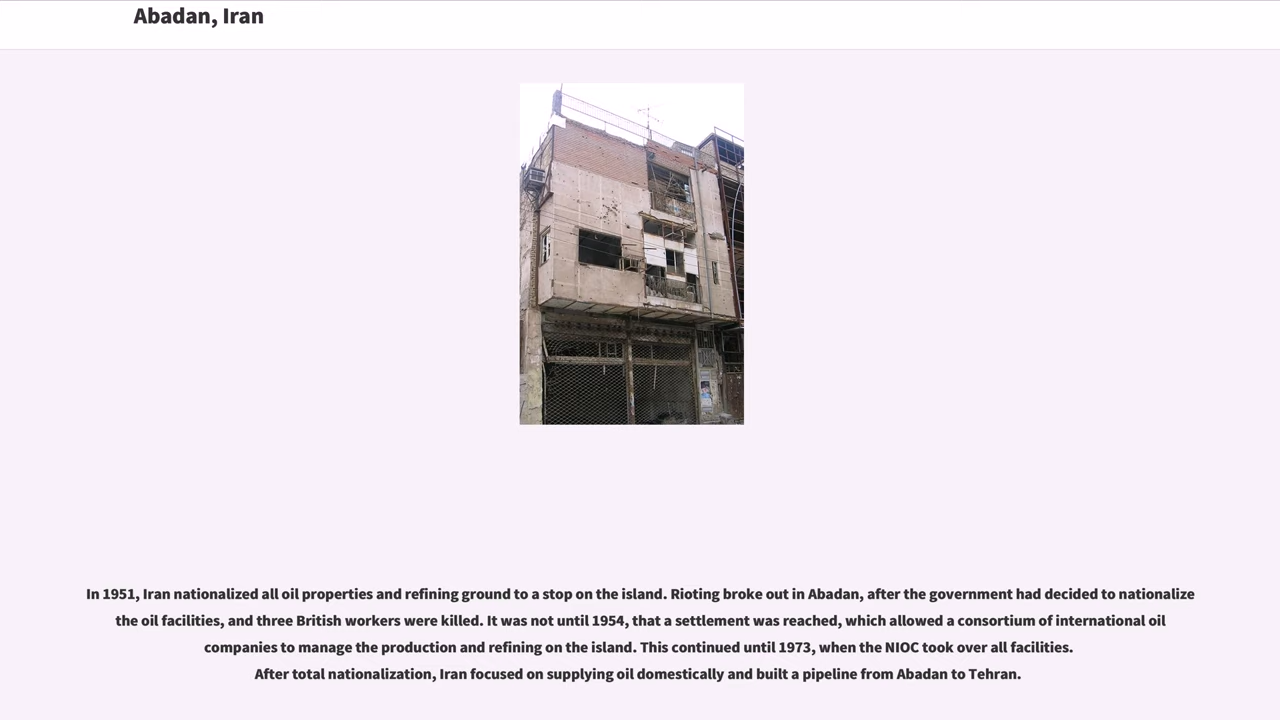 Abadan, Iran
In 1951, Iran nationalized all oil properties and refining ground to a stop on the island. Rioting broke out in Abadan, after the government had decided to nationalize
the oil facilities, and three British workers were killed. It was not until 1954, that a settlement was reached, which allowed a consortium of international oil
companies to manage the production and refining on the island. This continued until 1973, when the NIOC took over all facilities.
After total nationalization, Iran focused on supplying oil domestically and built a pipeline from Abadan to Tehran.